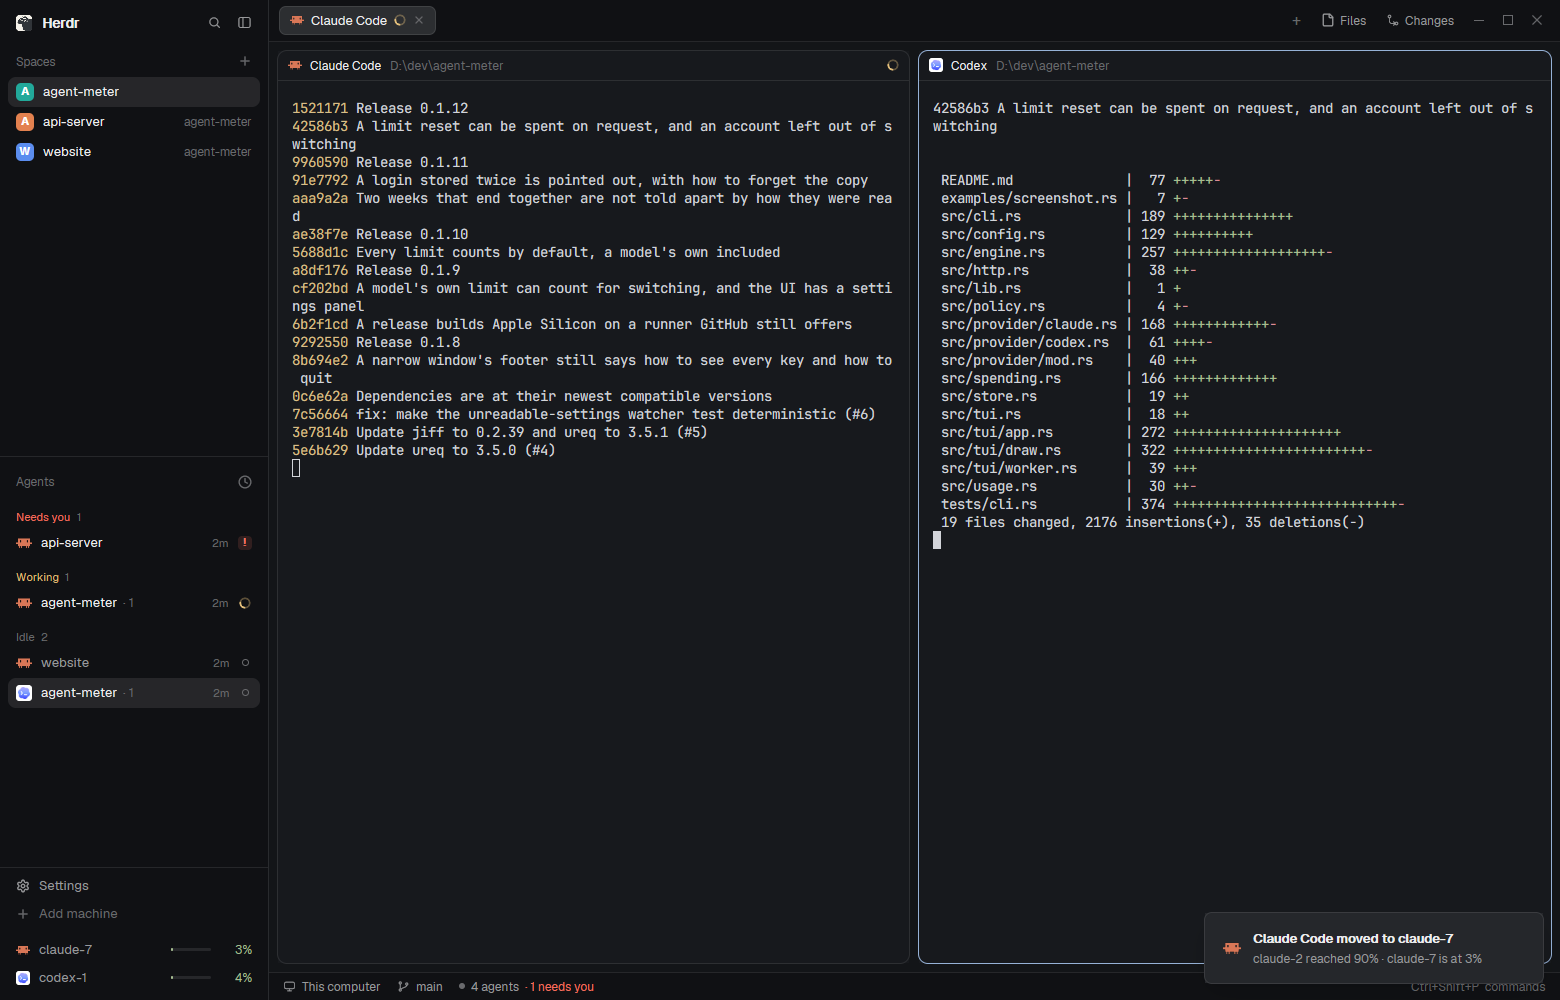 Herdr
Spaces
A agent-meter
A api-server agent-meter
W website agent-meter
Agents
Needs you 1
api-server 2m !
Working 1
agent-meter · 1 2m
Idle 2
website 2m
agent-meter · 1 2m
Settings
Add machine
claude-7 3%
codex-1 4%
Claude Code
Files
Changes
Claude Code D:\dev\agent-meter
1521171 Release 0.1.12
42586b3 A limit reset can be spent on request, and an account left out of s
witching
9960590 Release 0.1.11
91e7792 A login stored twice is pointed out, with how to forget the copy
aaa9a2a Two weeks that end together are not told apart by how they were rea
d
ae38f7e Release 0.1.10
5688d1c Every limit counts by default, a model's own included
a8df176 Release 0.1.9
cf202bd A model's own limit can count for switching, and the UI has a setti
ngs panel
6b2f1cd A release builds Apple Silicon on a runner GitHub still offers
9292550 Release 0.1.8
8b694e2 A narrow window's footer still says how to see every key and how to
quit
0c6e62a Dependencies are at their newest compatible versions
7c56664 fix: make the unreadable-settings watcher test deterministic (#6)
3e7814b Update jiff to 0.2.39 and ureq to 3.5.1 (#5)
5e6b629 Update ureq to 3.5.0 (#4)
Codex D:\dev\agent-meter
42586b3 A limit reset can be spent on request, and an account left out of s
witching
README.md | 77 +++++-
examples/screenshot.rs | 7 +-
src/cli.rs | 189 +++++++++++++++
src/config.rs | 129 ++++++++++
src/engine.rs | 257 +++++++++++++++++++-
src/http.rs | 38 ++-
src/lib.rs | 1 +
src/policy.rs | 4 +-
src/provider/claude.rs | 168 ++++++++++++-
src/provider/codex.rs | 61 ++++-
src/provider/mod.rs | 40 +++
src/spending.rs | 166 +++++++++++++
src/store.rs | 19 ++
src/tui.rs | 18 ++
src/tui/app.rs | 272 +++++++++++++++++++++
src/tui/draw.rs | 322 ++++++++++++++++++++++++-
src/tui/worker.rs | 39 +++
src/usage.rs | 30 ++-
tests/cli.rs | 374 ++++++++++++++++++++++++++++-
19 files changed, 2176 insertions(+), 35 deletions(-)
Claude Code moved to claude-7
claude-2 reached 90% · claude-7 is at 3%
This computer main 4 agents · 1 needs you
Ctrl+Shift+P commands